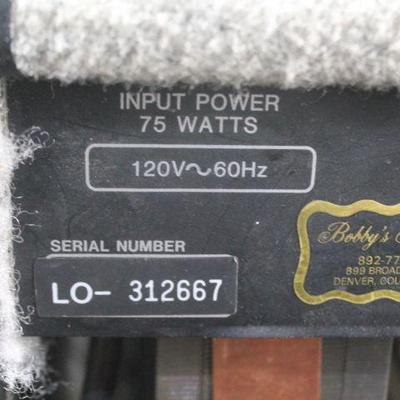 INPUT POWER
75 WATTS
120V~60Hz
SERIAL NUMBER
LO- 312667
Bobby's
892-77
899 BROAD
DENVER, COL